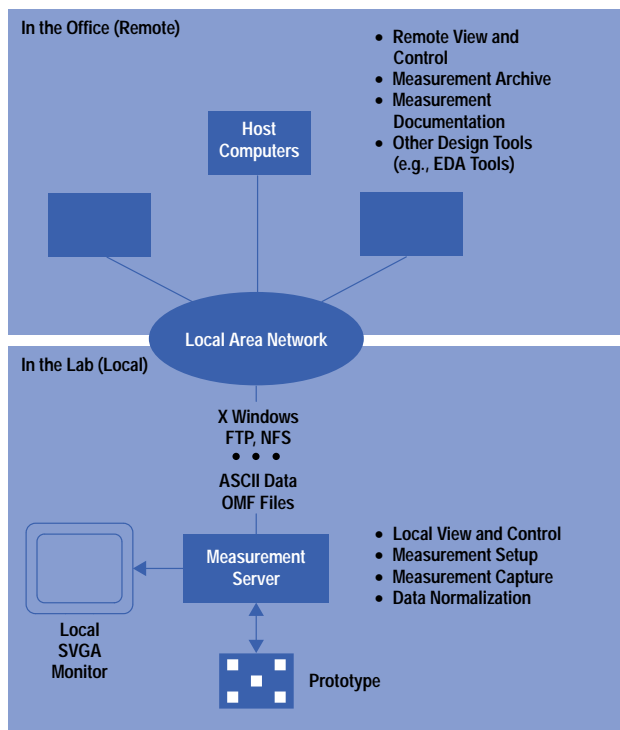 In the Office (Remote)
• Remote View and
Control
• Measurement Archive
• Measurement
Documentation
• Other Design Tools
(e.g., EDA Tools)
Host
Computers
Local Area Network
In the Lab (Local)
X Windows
FTP, NFS
• • •
ASCII Data
OMF Files
Measurement
Server
• Local View and Control
• Measurement Setup
• Measurement Capture
• Data Normalization
Local
SVGA
Monitor
Prototype